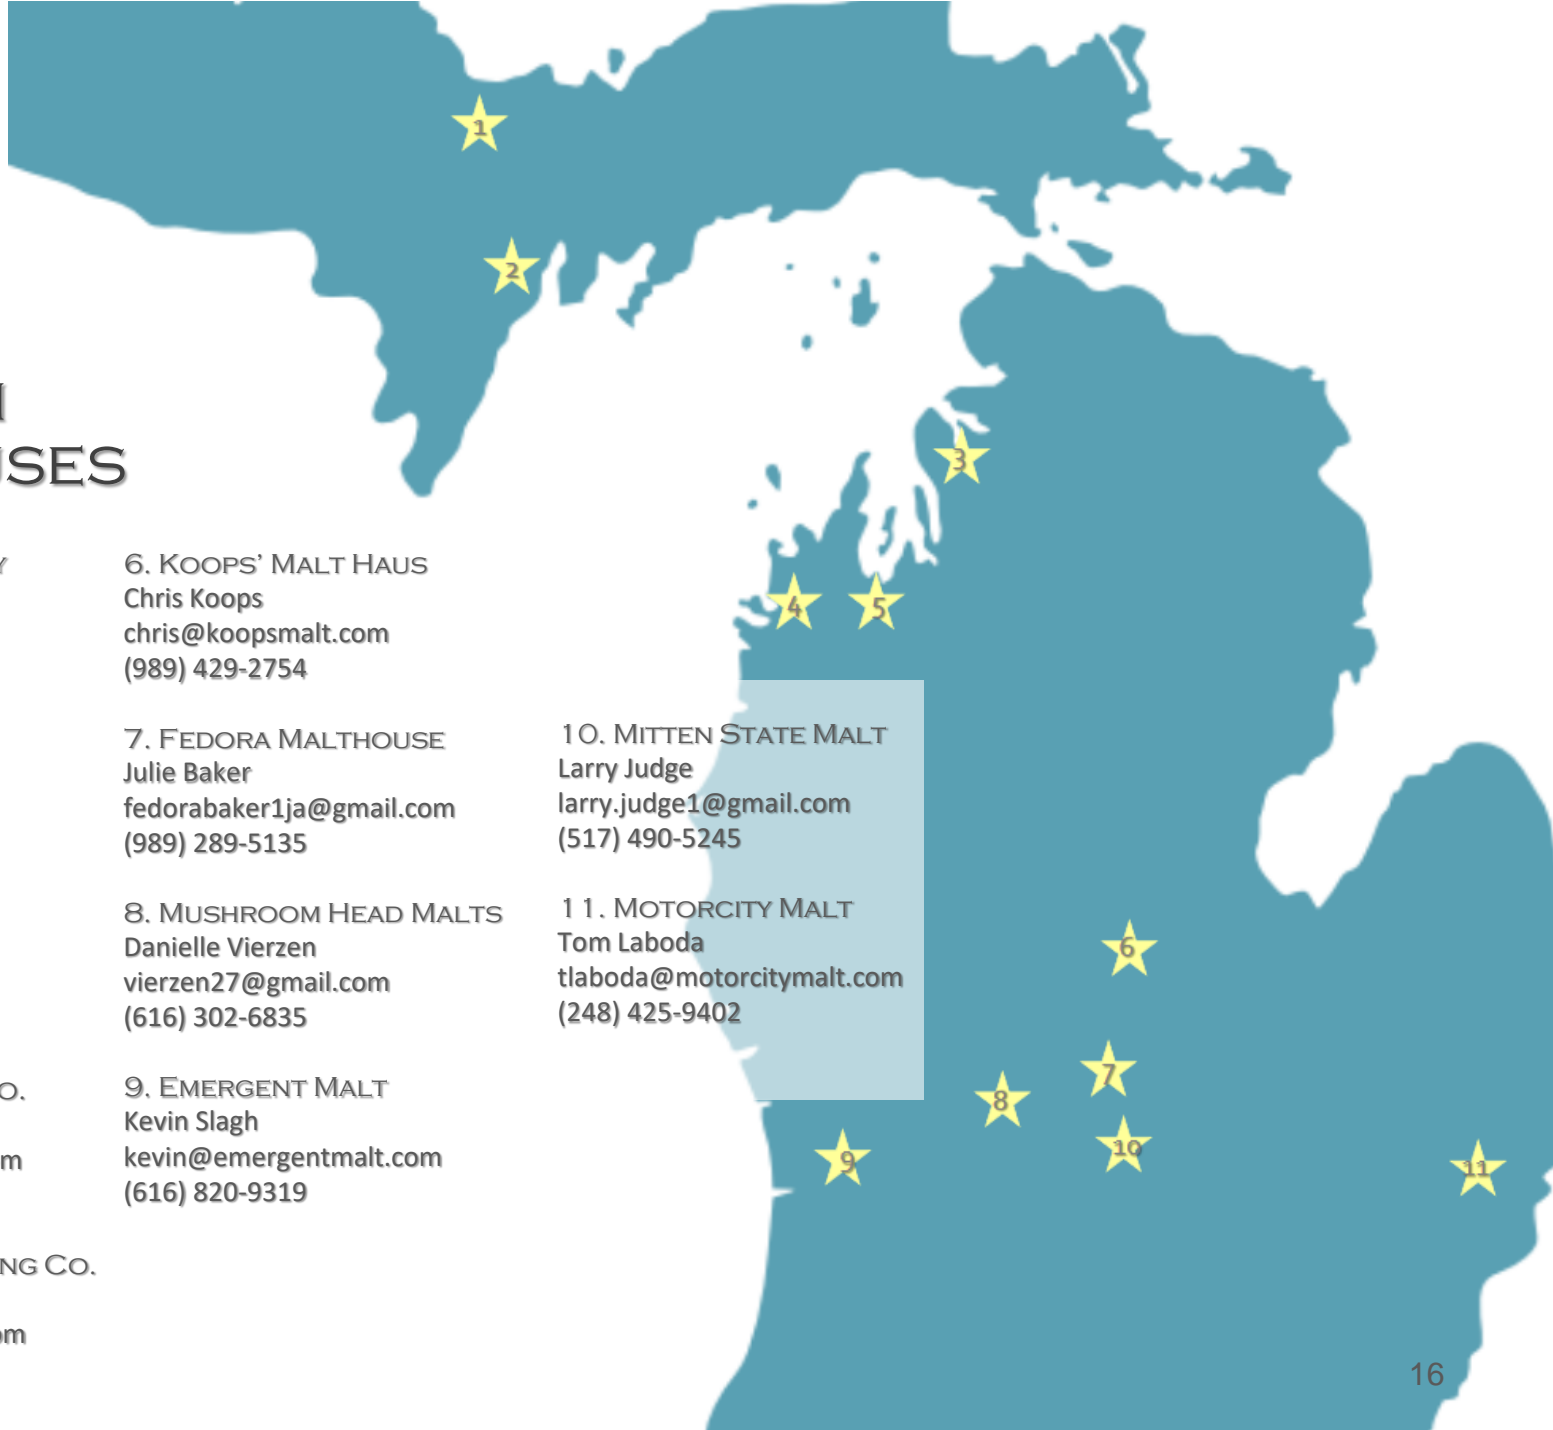 USES
Y
O.
m
NG CO.
om
6. KOOPS’ MALT HAUS
Chris Koops
chris@koopsmalt.com
(989) 429-2754
7. FEDORA MALTHOUSE
Julie Baker
fedorabaker1ja@gmail.com
(989) 289-5135
8. MUSHROOM HEAD MALTS
Danielle Vierzen
vierzen27@gmail.com
(616) 302-6835
9. EMERGENT MALT
Kevin Slagh
kevin@emergentmalt.com
(616) 820-9319
10. MITTEN STATE MALT
Larry Judge
larry.judge1@gmail.com
(517) 490-5245
11. MOTORCITY MALT
Tom Laboda
tlaboda@motorcitymalt.com
(248) 425-9402
1
2
3
4
5
6
7
8
9
10
11
16